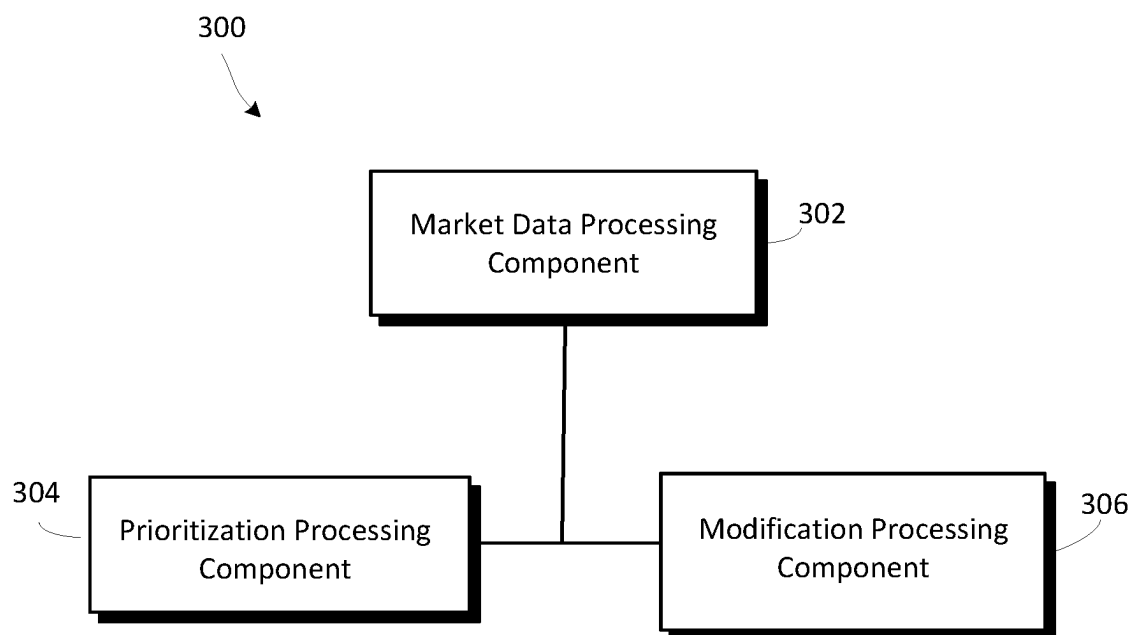 300
Market Data Processing
Component
302
304
Prioritization Processing
Component
Modification Processing
Component
306